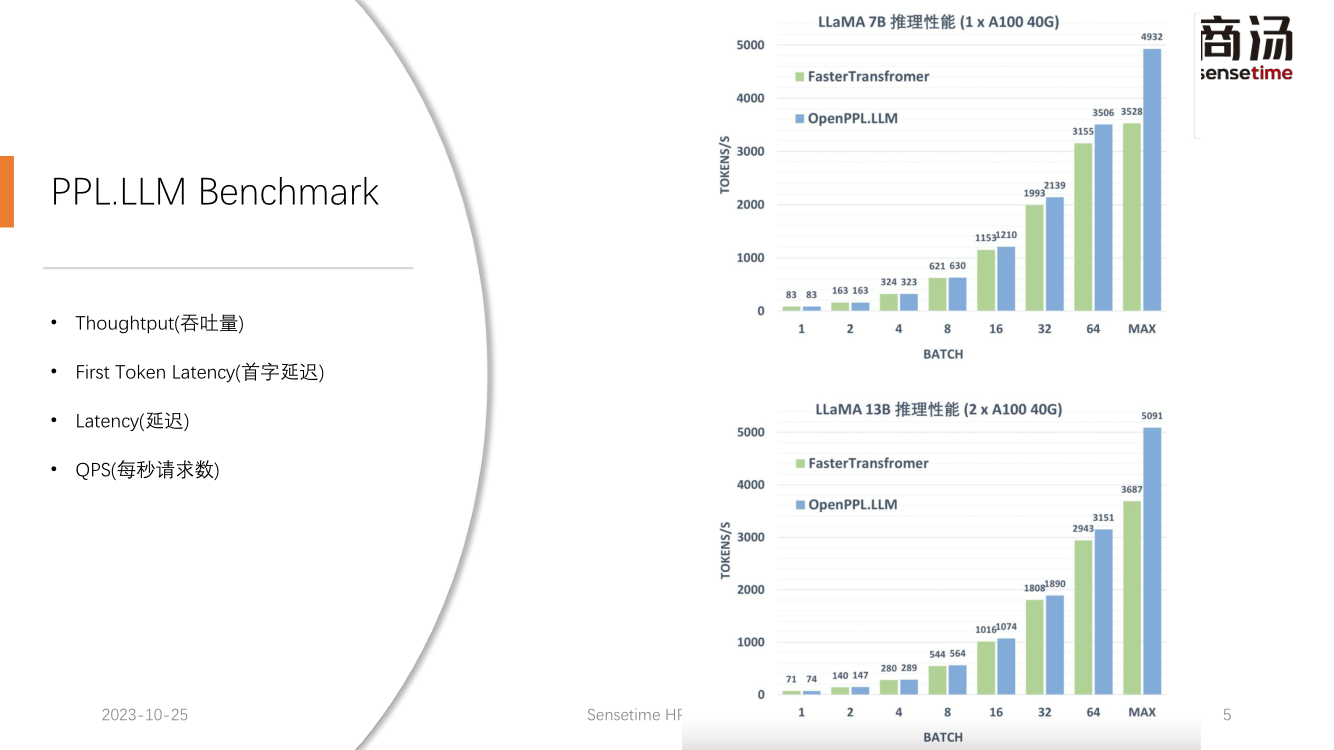 PPL.LLM Benchmark
• Thoughtput(吞吐量)
• First Token Latency(首字延迟)
• Latency(延迟)
• QPS(每秒请求数)
LLaMA 7B 推理性能 (1 x A100 40G)
FasterTransfromer
OpenPPL.LLM
TOKENS/S
5000
4000
3000
2000
1000
0
83 83
163 163
324 323
621 630
1153 1210
1993 2139
3155 3506
3528 4932
1 2 4 8 16 32 64 MAX
BATCH
商汤
sensetime
LLaMA 13B 推理性能 (2 x A100 40G)
FasterTransfromer
OpenPPL.LLM
TOKENS/S
5000
4000
3000
2000
1000
0
71 74
140 147
280 289
544 564
1016 1074
1808 1890
2943 3151
3687 5091
1 2 4 8 16 32 64 MAX
BATCH
2023-10-25
Sensetime HP
5